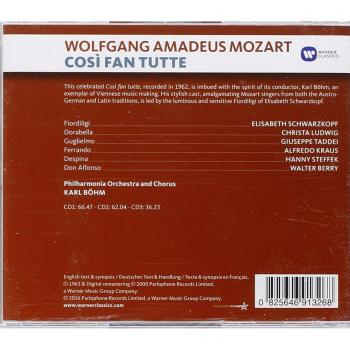 WOLFGANG AMADEUS MOZART
COSÌ FAN TUTTE
WARNER
CLASSICS
This celebrated Così fan tutte, recorded in 1962, is imbued with the spirit of its conductor, Karl Böhm, an
exemplar of Viennese music-making. His stylish cast, amalgamating Mozart singers from both the Austro-
German and Latin traditions, is led by the luminous and sensitive Fiordiligi of Elisabeth Schwarzkopf.
Fiordiligi ELISABETH SCHWARZKOPF
Dorabella CHRISTA LUDWIG
Guglielmo GIUSEPPE TADDEI
Ferrando ALFREDO KRAUS
Despina HANNY STEFFEK
Don Alfonso WALTER BERRY
Philharmonia Orchestra and Chorus
KARL BÖHM
CD1: 66.47 - CD2: 62.04 - CD3: 36.23
English text & synopsis / Deutscher Text & Handlung / Texte & synopsis en français.
℗ 1963 & Digital remastering ℗ 2000 Parlophone Records Limited,
a Warner Music Group Company.
© 2016 Parlophone Records Limited,
a Warner Music Group Company.
www.warnerclassics.com
0 825646 913268